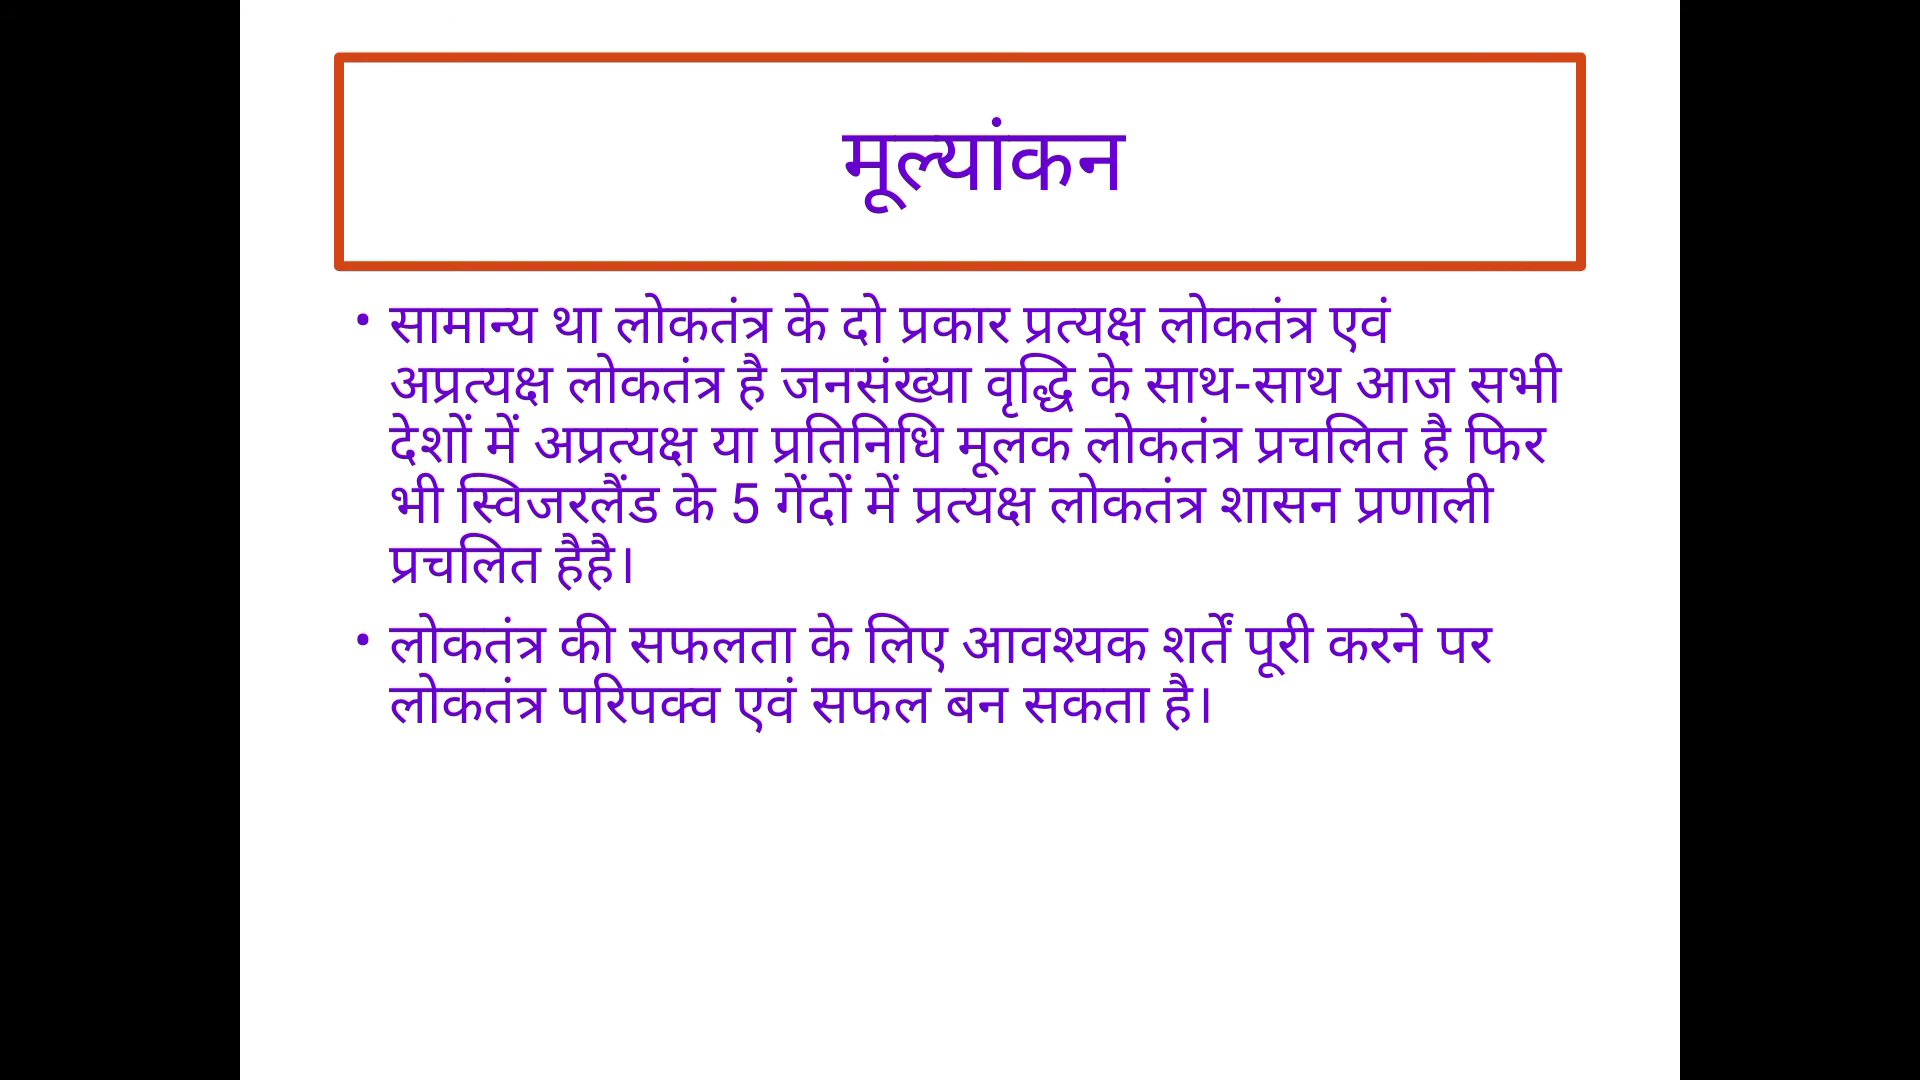 मूल्यांकन
• सामान्य था लोकतंत्र के दो प्रकार प्रत्यक्ष लोकतंत्र एवं
अप्रत्यक्ष लोकतंत्र है जनसंख्या वृद्धि के साथ-साथ आज सभी
देशों में अप्रत्यक्ष या प्रतिनिधि मूलक लोकतंत्र प्रचलित है फिर
भी स्विजरलैंड के 5 गेंदों में प्रत्यक्ष लोकतंत्र शासन प्रणाली
प्रचलित हैहै।
• लोकतंत्र की सफलता के लिए आवश्यक शर्तें पूरी करने पर
लोकतंत्र परिपक्व एवं सफल बन सकता है।